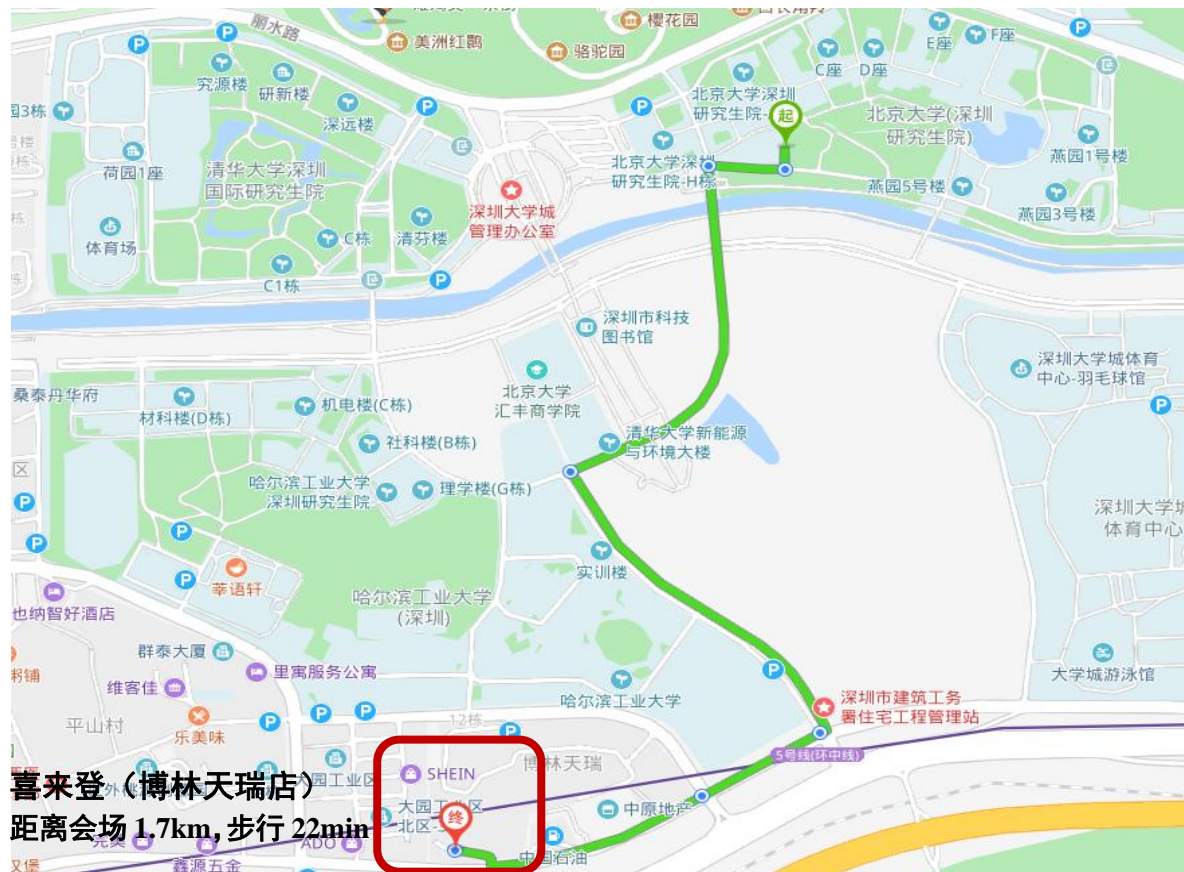 丽水路
美洲红鹮
骆驼园
樱花园
E座
F座
C座
D座
究源楼
研新楼
深远楼
荷园1座
清华大学深圳
国际研究生院
体育场
C栋
清芬楼
C1栋
深圳大学城
管理办公室
北京大学深圳
研究生院
起
北京大学(深圳
研究生院)
北京大学深圳
研究生院-H栋
燕园1号楼
燕园5号楼
燕园3号楼
深圳市科技
图书馆
北京大学
汇丰商学院
深圳大学城体育
中心-羽毛球馆
桑泰丹华府
材料楼(D栋)
机电楼(C栋)
社科楼(B栋)
清华大学新能源
与环境大楼
哈尔滨工业大学
深圳研究生院
理学楼(G栋)
区
深圳大学城
体育中心
实训楼
莘语轩
哈尔滨工业大学
(深圳)
也纳智好酒店
群泰大厦
里寓服务公寓
维客佳
平山村
乐美味
哈尔滨工业大学
大学城游泳馆
深圳市建筑工务
署住宅工程管理站
12栋
5号线(环中线)
博林天瑞
SHEIN
喜来登（博林天瑞店）
距离会场 1.7km,步行 22min
大园工业区
北区
终
中原地产
中国石油
完美
ADO
鑫源五金
汉堡